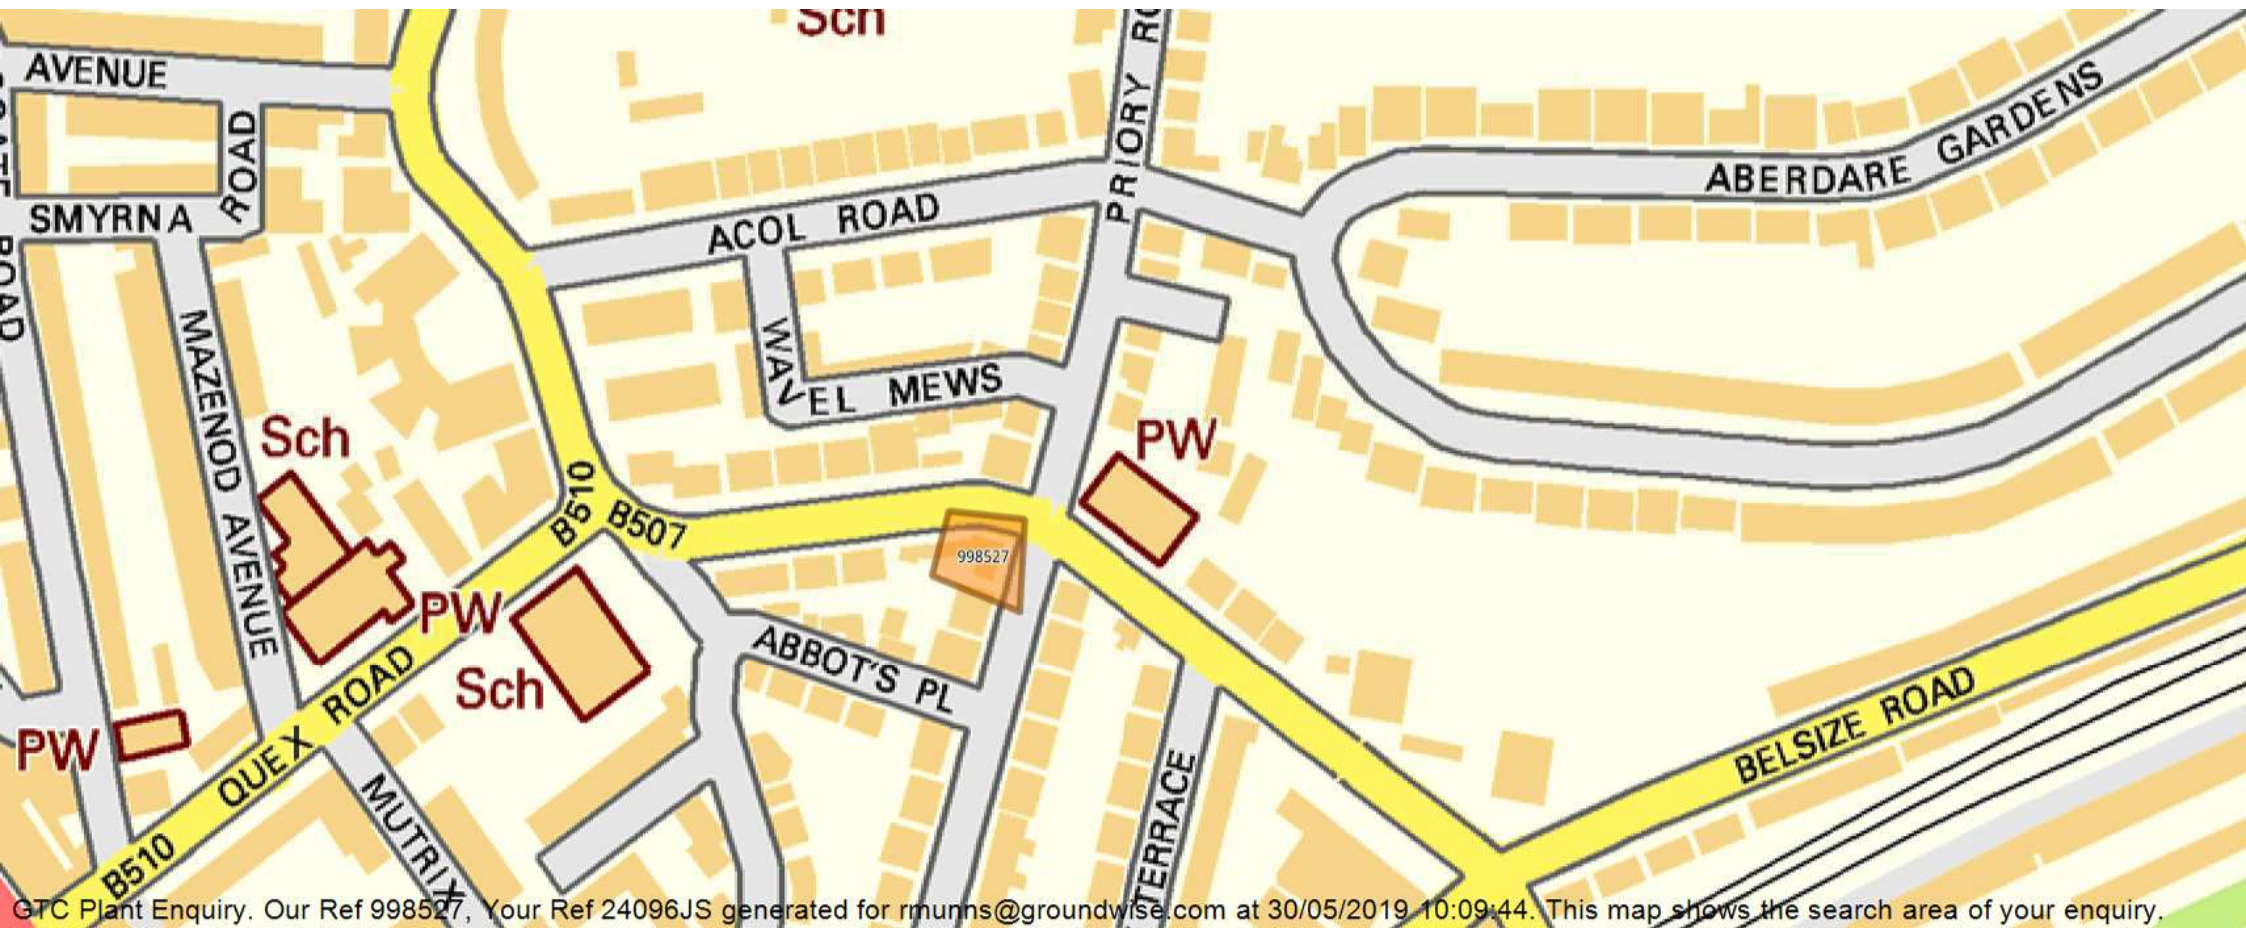 Sch
AVENUE
PRIORY RO
ROAD
SMYRNA
ABERDARE GARDENS
ACOL ROAD
ROAD
MAZENOD AVENUE
WAVEL MEWS
Sch
PW
B510
B507
998527
PW
Sch
ABBOT'S PL
PW
QUEX ROAD
BELSIZE ROAD
MUTRIX
TERRACE
B510
GTC Plant Enquiry. Our Ref 998527, Your Ref 24096JS generated for rmunns@groundwise.com at 30/05/2019 10:09:44. This map shows the search area of your enquiry.